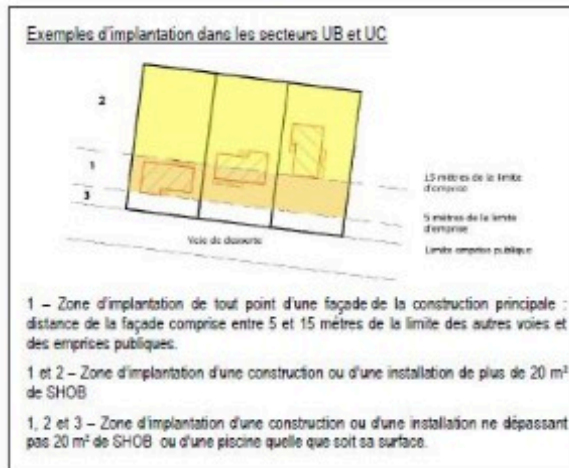 Exemples d'implantation dans les secteurs UB et UC
2
1
3
15 mètres de la limite
d'emprise
5 mètres de la limite
d'emprise
Voie de desserte
Limite emprise publique
1 – Zone d'implantation de tout point d'une façade de la construction principale :
distance de la façade comprise entre 5 et 15 mètres de la limite des autres voies et
des emprises publiques.
1 et 2 – Zone d'implantation d'une construction ou d'une installation de plus de 20 m²
de SHOB
1, 2 et 3 – Zone d'implantation d'une construction ou d'une installation ne dépassant
pas 20 m² de SHOB ou d'une piscine quelle que soit sa surface.